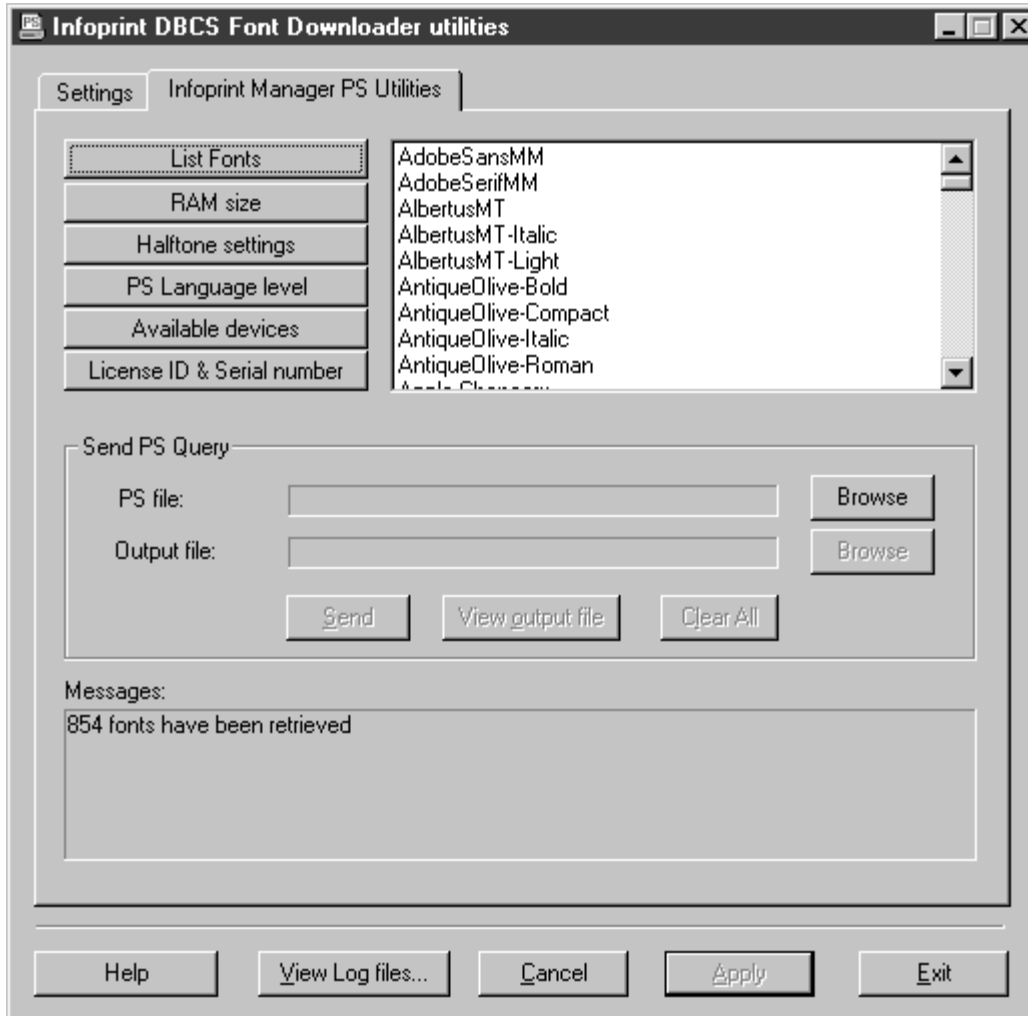 PS
Infoprint DBCS Font Downloader utilities
Settings
Infoprint Manager PS Utilities
List Fonts
RAM size
Halftone settings
PS Language level
Available devices
License ID & Serial number
AdobeSansMM
AdobeSerifMM
AlbertusMT
AlbertusMT-Italic
AlbertusMT-Light
AntiqueOlive-Bold
AntiqueOlive-Compact
AntiqueOlive-Italic
AntiqueOlive-Roman
Send PS Query
PS file:
Browse
Output file:
Browse
Send
View output file
Clear All
Messages:
854 fonts have been retrieved
Help
View Log files...
Cancel
Apply
Exit